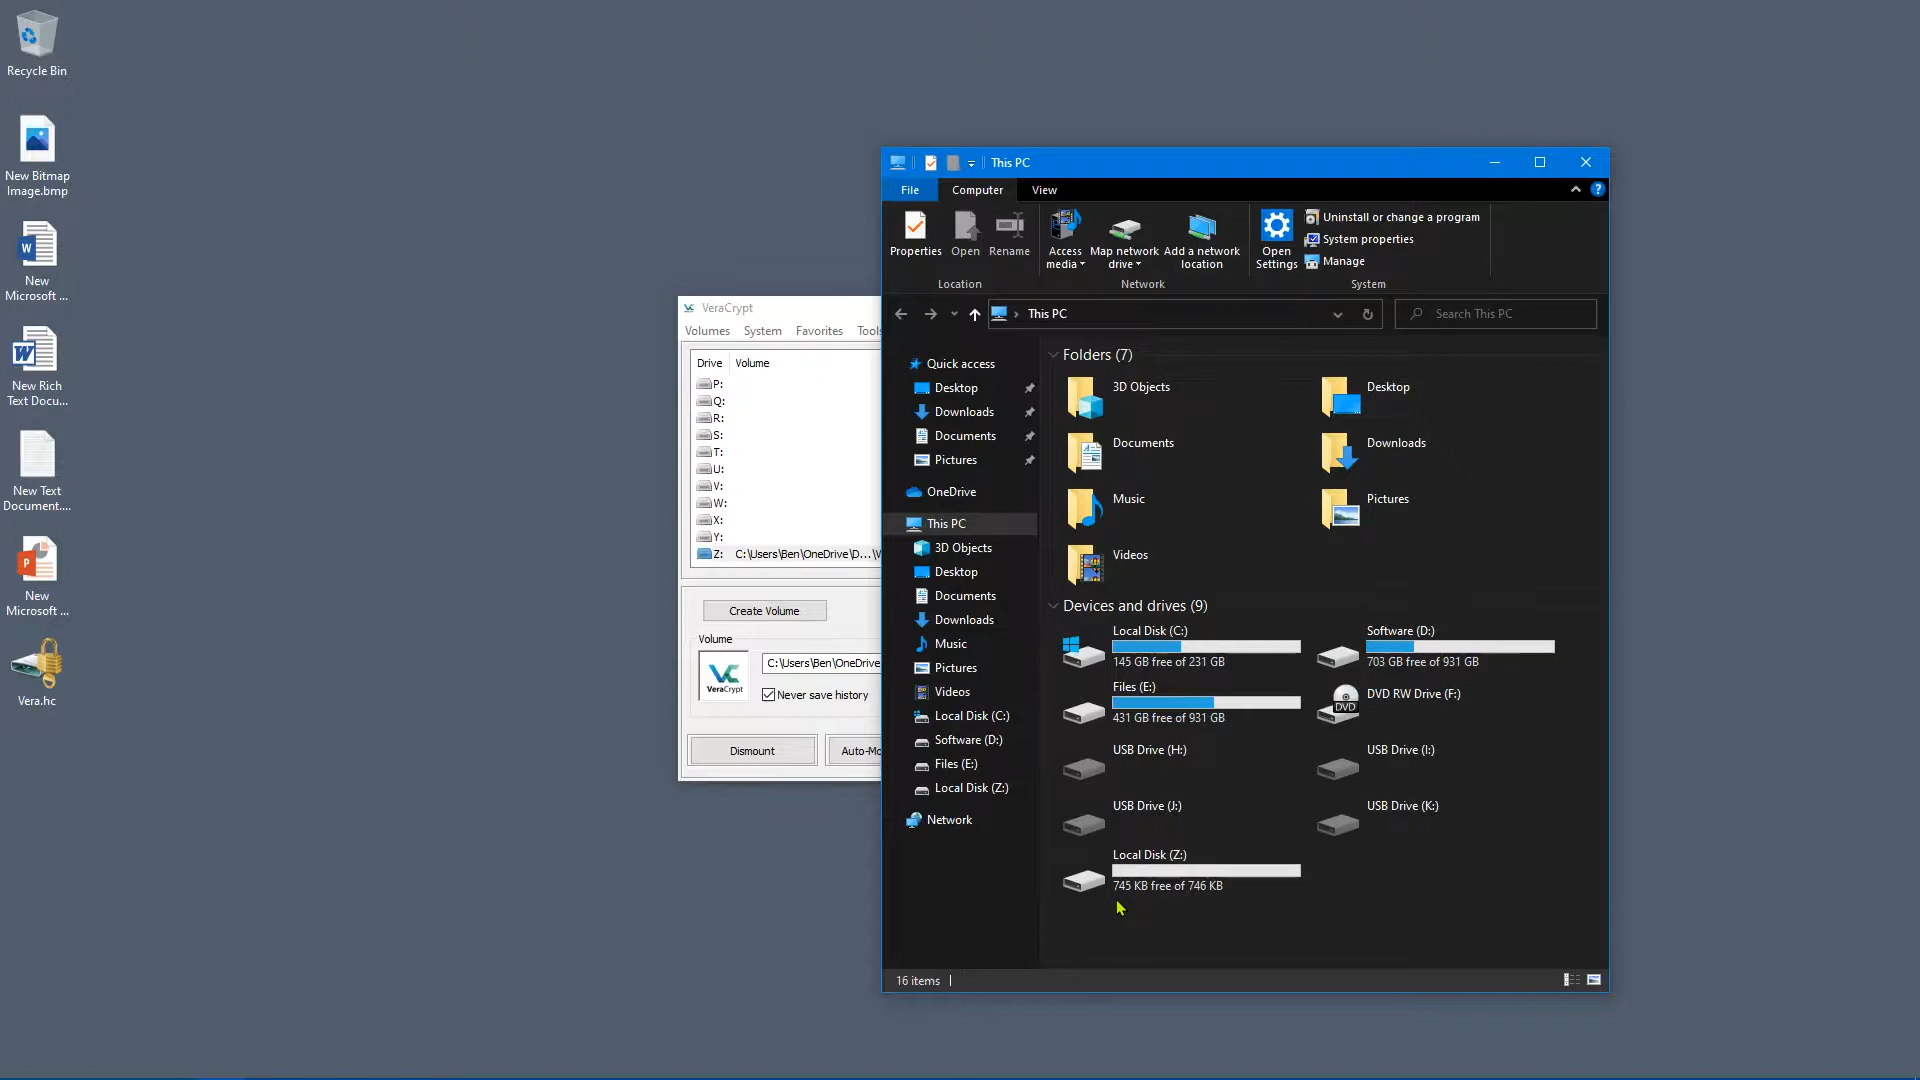 Recycle Bin
New Bitmap
Image.bmp
New
Microsoft ...
New Rich
Text Docu...
New Text
Document....
New
Microsoft ...
Vera.hc
VeraCrypt
Volumes System Favorites Tools
Drive Volume
P:
Q:
R:
S:
T:
U:
V:
W:
X:
Y:
Z: C:\Users\Ben\OneDrive\D...\V
Create Volume
Volume
VeraCrypt
C:\Users\Ben\OneDrive
Never save history
Dismount Auto-Mo
This PC
File Computer View
Properties Open Rename
Access
media
Map network
drive
Add a network
location
Open
Settings
Uninstall or change a program
System properties
Manage
Location Network System
This PC
Search This PC
Quick access
Desktop
Downloads
Documents
Pictures
OneDrive
This PC
3D Objects
Desktop
Documents
Downloads
Music
Pictures
Videos
Local Disk (C:)
Software (D:)
Files (E:)
Local Disk (Z:)
Network
Folders (7)
3D Objects Desktop
Documents Downloads
Music Pictures
Videos
Devices and drives (9)
Local Disk (C:)
145 GB free of 231 GB
Software (D:)
703 GB free of 931 GB
Files (E:)
431 GB free of 931 GB
DVD
DVD RW Drive (F:)
USB Drive (H:) USB Drive (I:)
USB Drive (J:) USB Drive (K:)
Local Disk (Z:)
745 KB free of 746 KB
16 items